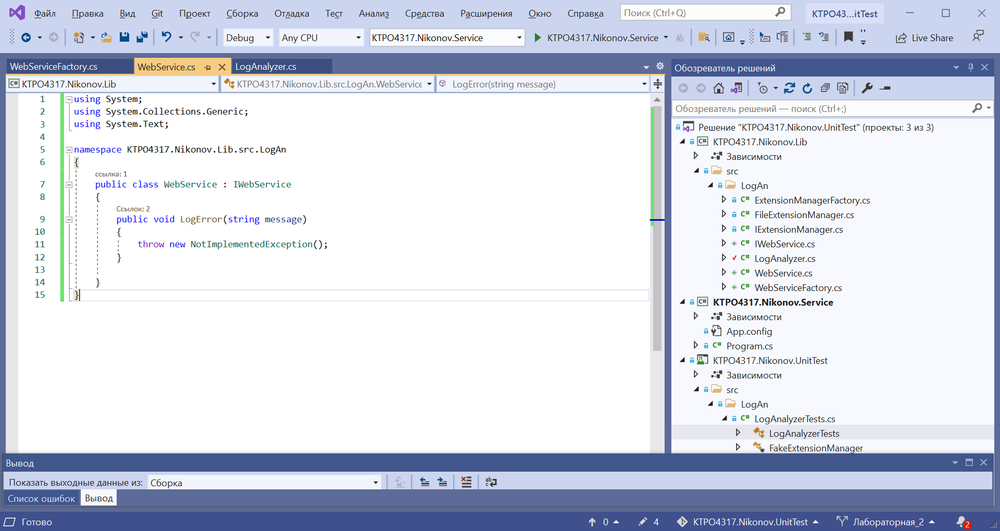 Файл Правка Вид Git Проект Сборка Отладка Тест Анализ Средства Расширения Окно Справка Поиск (Ctrl+Q) КТРО43...itTest
Debug Any CPU KTPO4317.Nikonov.Service KTPO4317.Nikonov.Service Live Share
WebServiceFactory.cs WebService.cs LogAnalyzer.cs
C# KTPO4317.Nikonov.Lib KTPO4317.Nikonov.Lib.src.LogAn.WebService LogError(string message)
1 using System;
2 using System.Collections.Generic;
3 using System.Text;
4
5 namespace KTPO4317.Nikonov.Lib.src.LogAn
6 {
ссылка: 1
7 public class WebService : IWebService
8 {
Ссылок: 2
9 public void LogError(string message)
10 {
11 throw new NotImplementedException();
12 }
13
14 }
15 }
Обозреватель решений
Обозреватель решений — поиск (Ctrl+;)
Решение "KTPO4317.Nikonov.UnitTest" (проекты: 3 из 3)
C# KTPO4317.Nikonov.Lib
Зависимости
src
LogAn
C# ExtensionManagerFactory.cs
C# FileExtensionManager.cs
C# IExtensionManager.cs
C# IWebService.cs
C# LogAnalyzer.cs
C# WebService.cs
C# WebServiceFactory.cs
C# KTPO4317.Nikonov.Service
Зависимости
App.config
C# Program.cs
KTPO4317.Nikonov.UnitTest
Зависимости
src
LogAn
C# LogAnalyzerTests.cs
LogAnalyzerTests
FakeExtensionManager
Вывод
Показать выходные данные из: Сборка
Список ошибок Вывод
Готово 0 4 KTPO4317.Nikonov.UnitTest Лабораторная_2 2